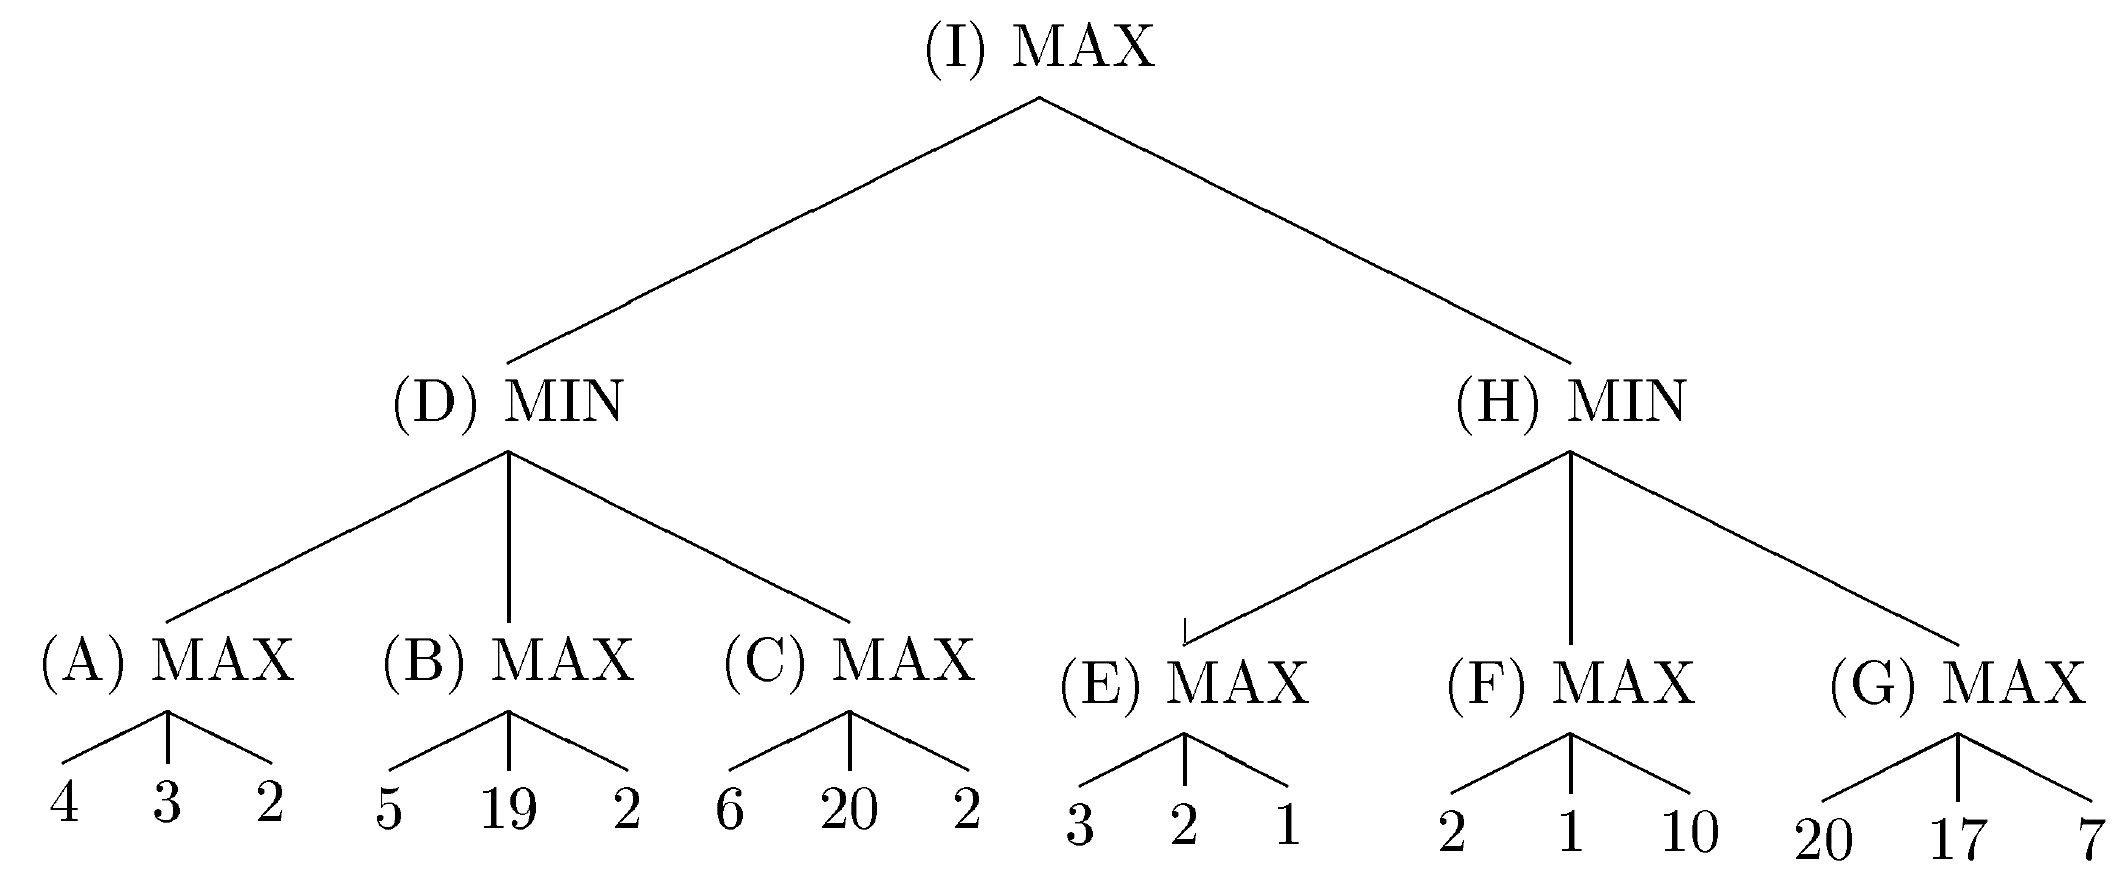 (I) MAX
(D) MIN (H) MIN
(A) MAX (B) MAX (C) MAX (E) MAX (F) MAX (G) MAX
4 3 2 5 19 2 6 20 2 3 2 1 2 1 10 20 17 7